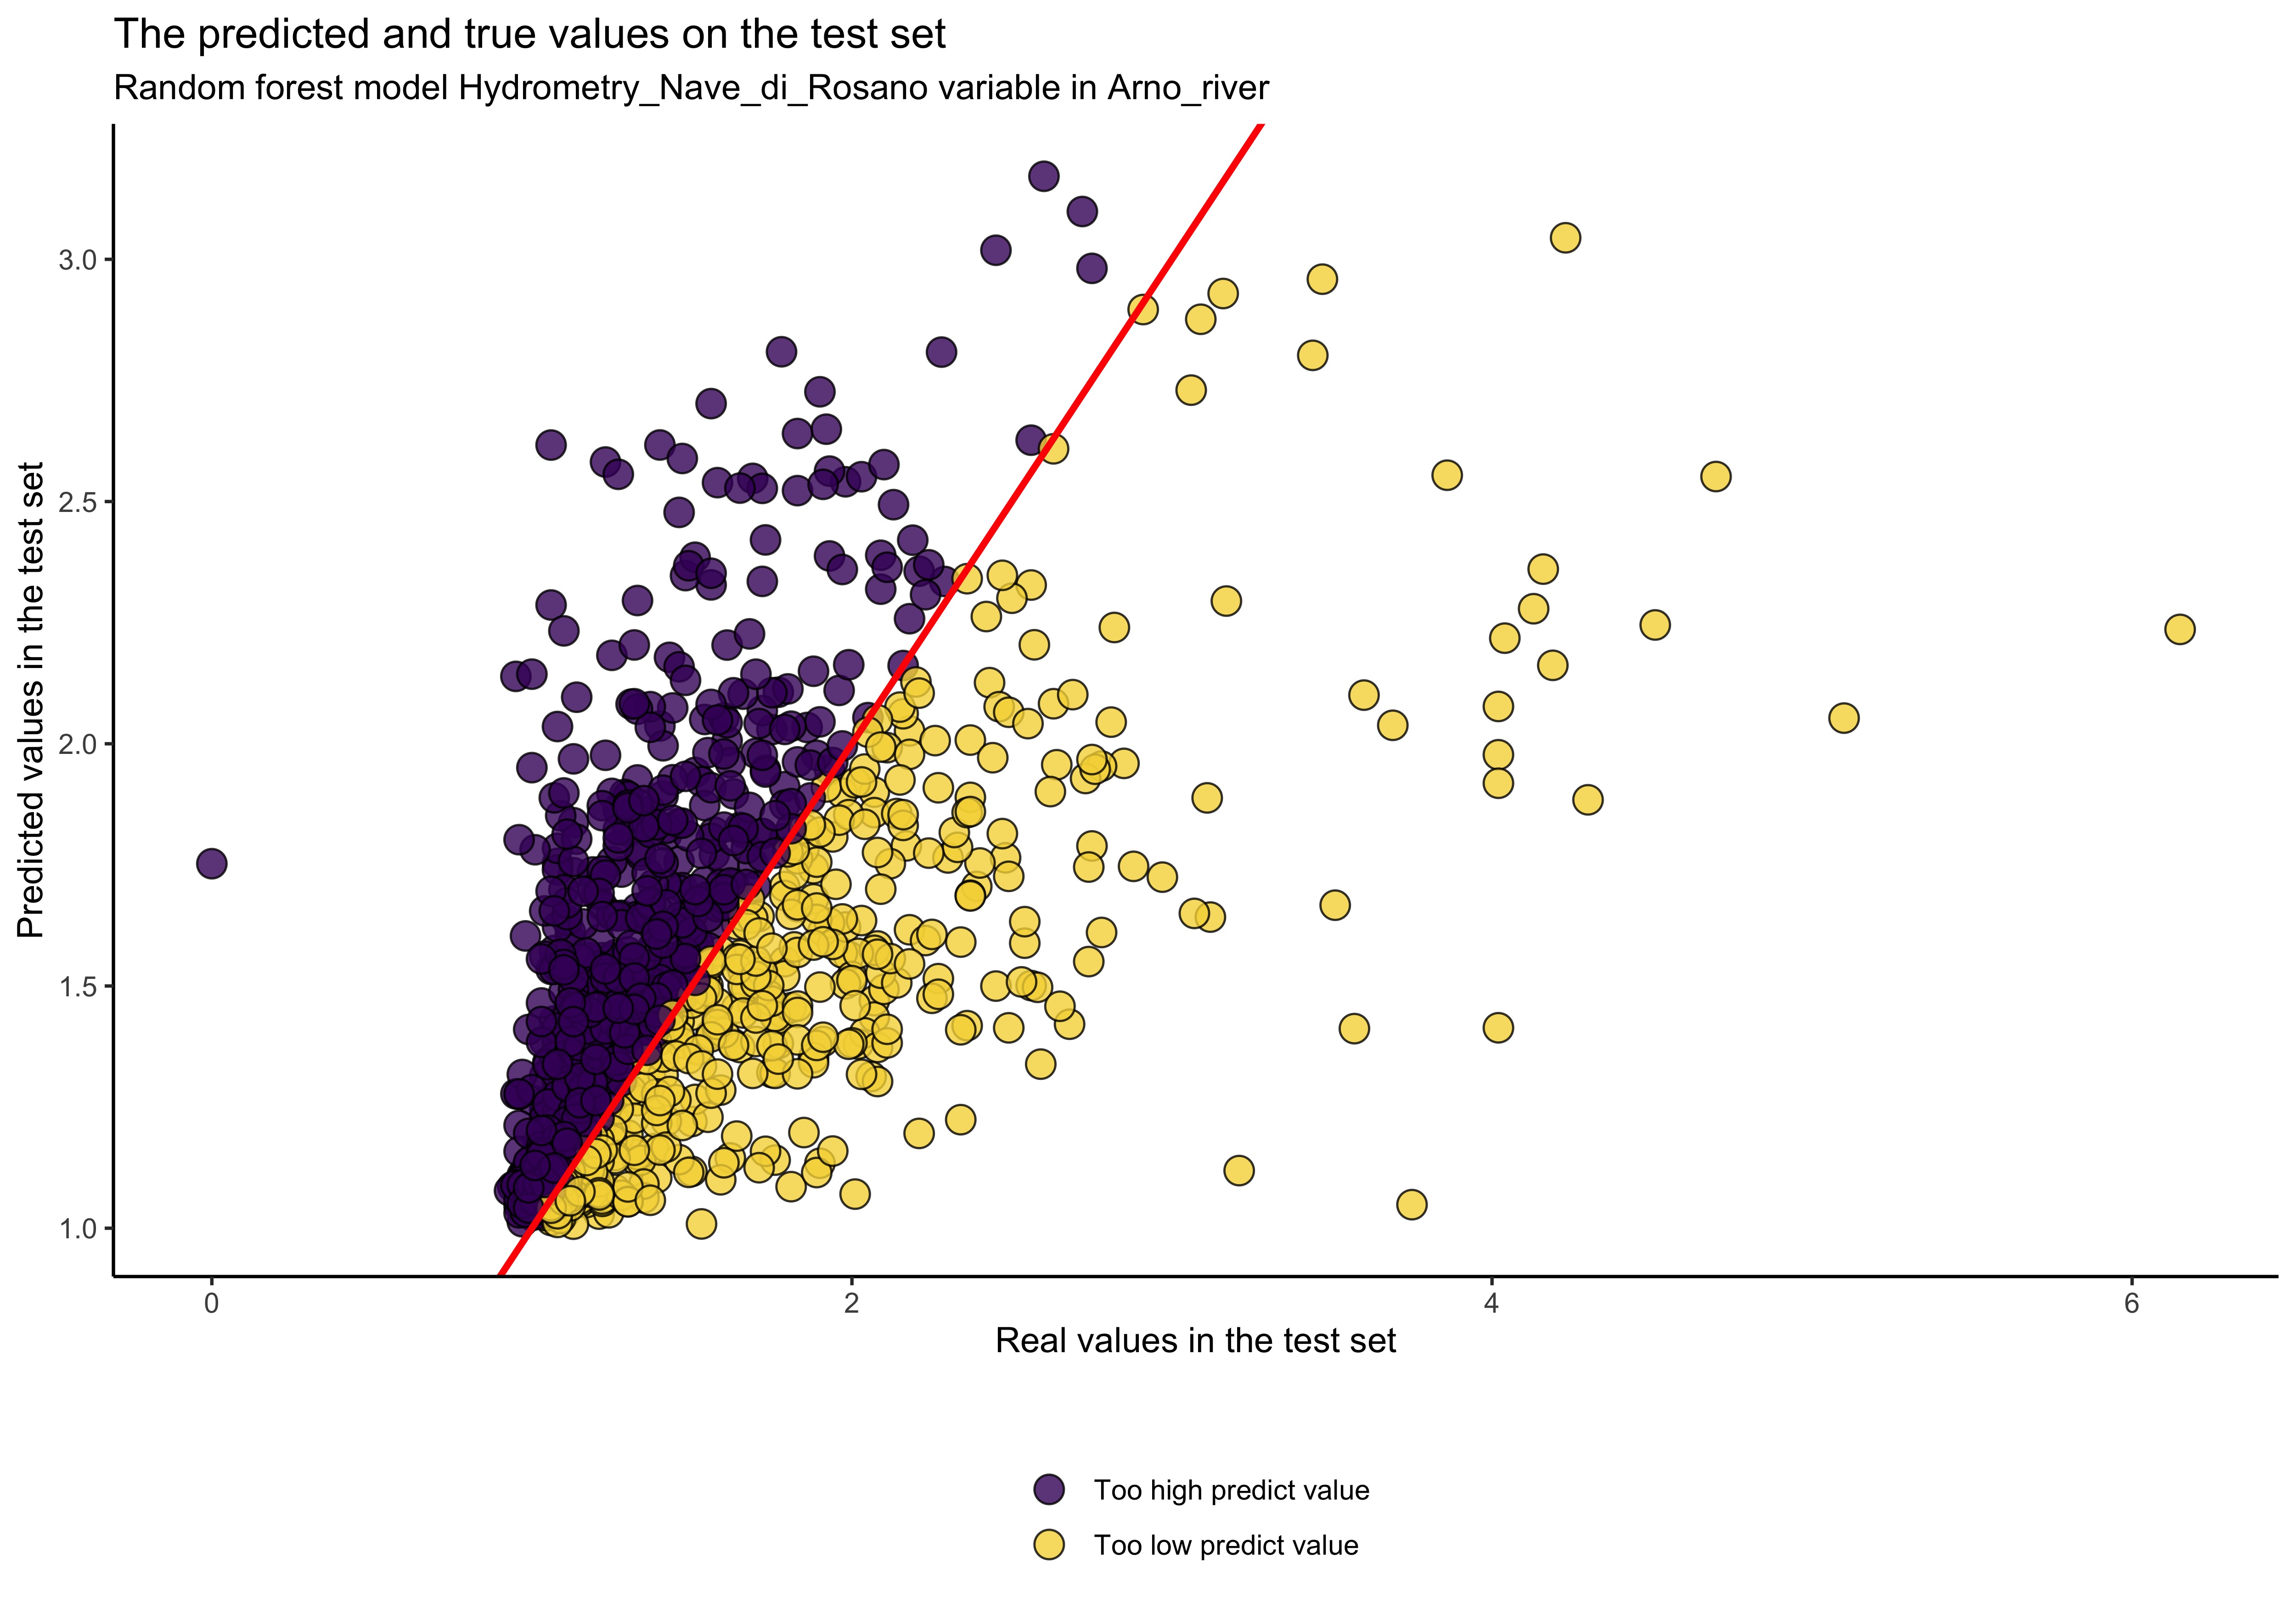 The predicted and true values on the test set
Random forest model Hydrometry_Nave_di_Rosano variable in Arno_river
Predicted values in the test set
3.0
2.5
2.0
1.5
1.0
0
2
4
6
Real values in the test set
Too high predict value
Too low predict value